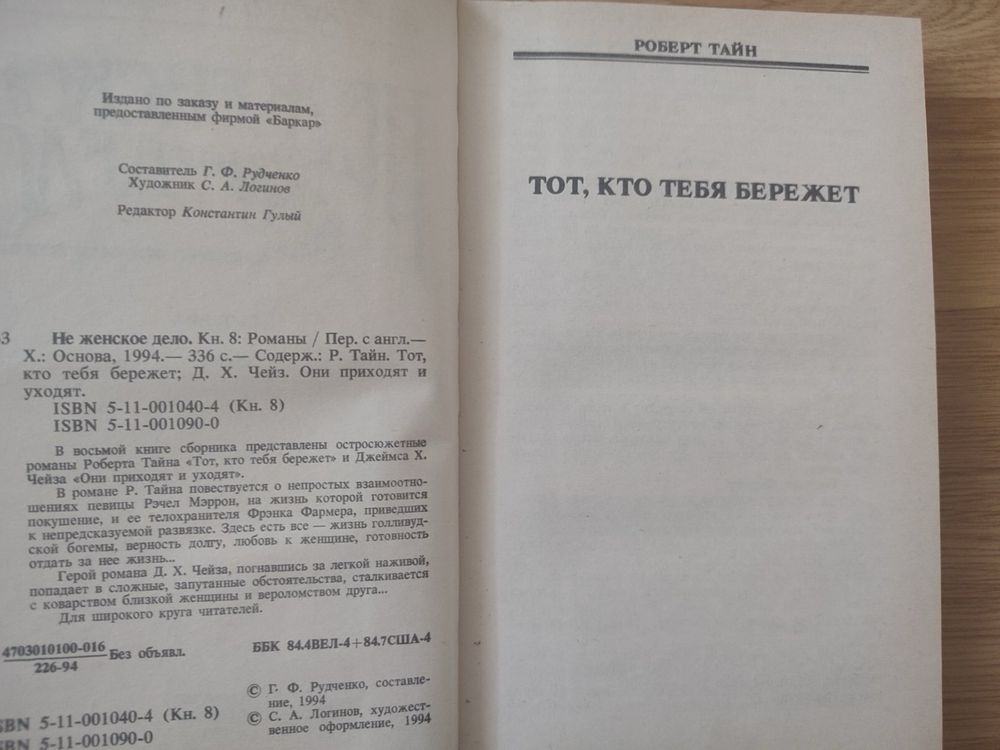 Издано по заказу и материалам,
предоставленным фирмой «Баркар»
Составитель Г. Ф. Рудченко
Художник С. А. Логинов
Редактор Константин Гулый
3
Не женское дело. Кн. 8: Романы / Пер. с англ.—
Х.: Основа, 1994.— 336 с.— Содерж.: Р. Тайн. Тот,
кто тебя бережет; Д. Х. Чейз. Они приходят и
уходят.
ISBN 5-11-001040-4 (Кн. 8)
ISBN 5-11-001090-0
В восьмой книге сборника представлены остросюжетные
романы Роберта Тайна «Тот, кто тебя бережет» и Джеймса Х.
Чейза «Они приходят и уходят».
В романе Р. Тайна повествуется о непростых взаимоотно-
шениях певицы Рэчел Мэррон, на жизнь которой готовится
покушение, и ее телохранителя Фрэнка Фармера, приведших
к непредсказуемой развязке. Здесь есть все — жизнь голливуд-
ской богемы, верность долгу, любовь к женщине, готовность
отдать за нее жизнь...
Герой романа Д. Х. Чейза, погнавшись за легкой наживой,
попадает в сложные, запутанные обстоятельства, сталкивается
с коварством близкой женщины и вероломством друга...
Для широкого круга читателей.
4703010100-016
226-94
Без объявл.
ББК 84.4ВЕЛ-4+84.7США-4
© Г. Ф. Рудченко, составле-
ние, 1994
© С. А. Логинов, художест-
венное оформление, 1994
SBN 5-11-001040-4 (Кн. 8)
SBN 5-11-001090-0
РОБЕРТ ТАЙН
ТОТ, КТО ТЕБЯ БЕРЕЖЕТ